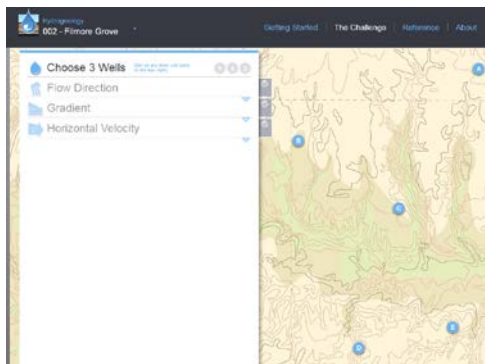 Hydrogeology
002 - Filmore Grove
Getting Started
The Challenge
Reference
About
Choose 3 Wells
Flow Direction
Gradient
Horizontal Velocity
A
C
D